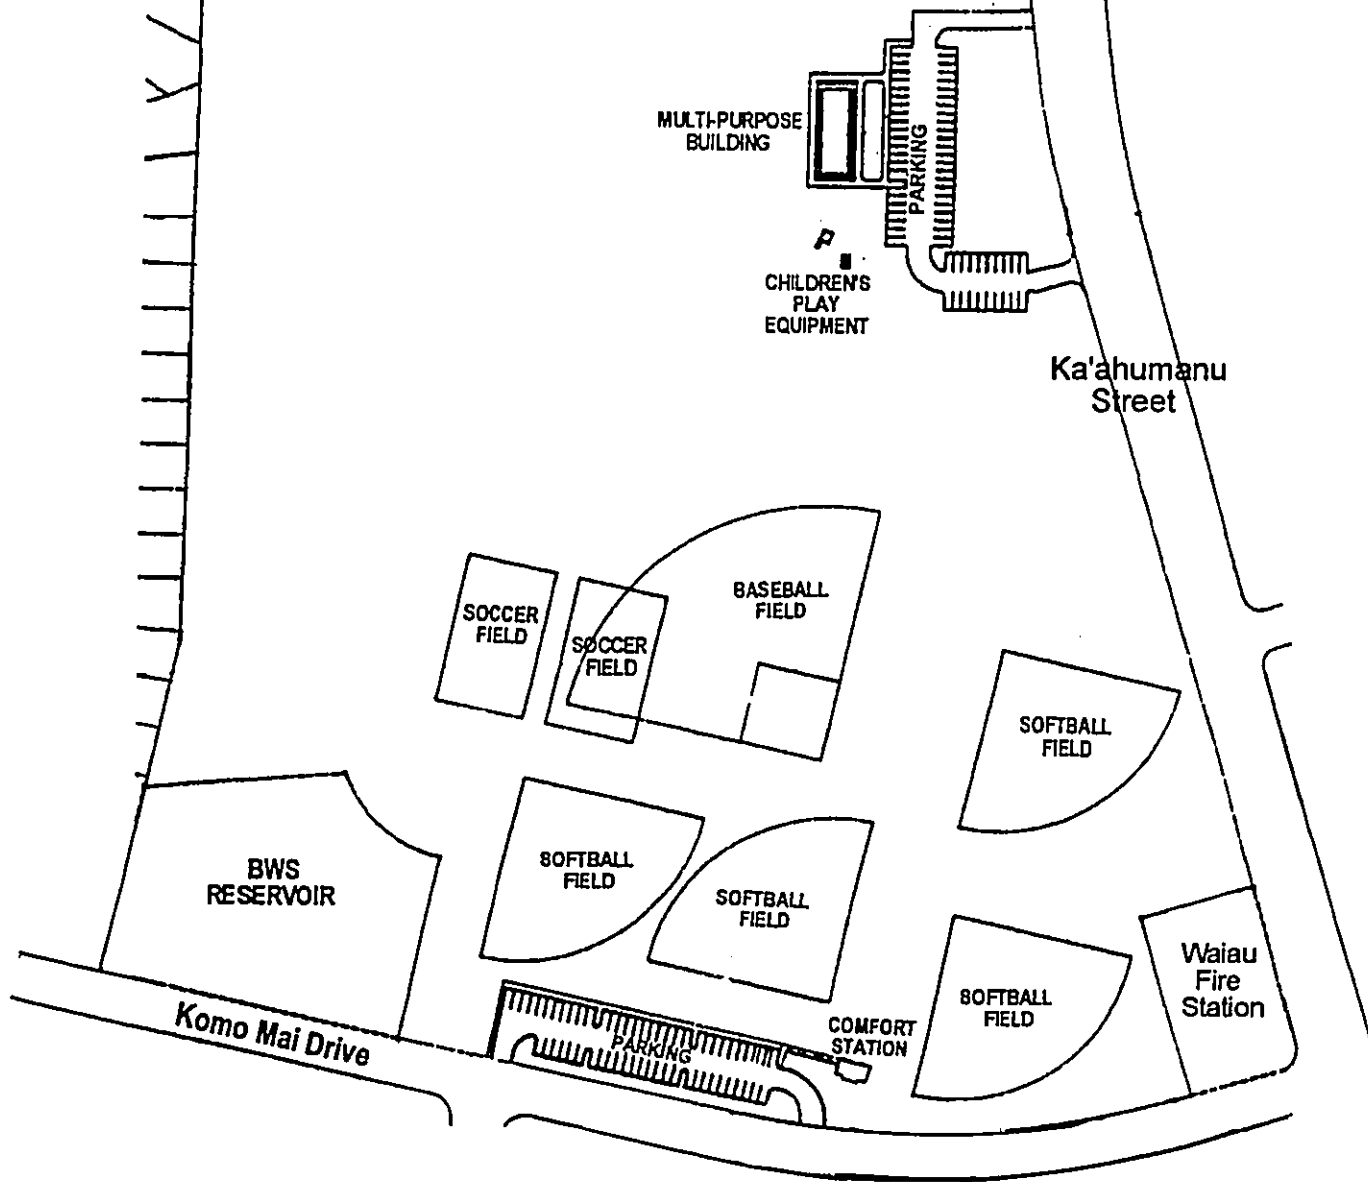 MULTI-PURPOSE
BUILDING
PARKING
CHILDREN'S
PLAY
EQUIPMENT
Ka'ahumanu
Street
BASEBALL
FIELD
SOCCER
FIELD
SOCCER
FIELD
SOFTBALL
FIELD
SOFTBALL
FIELD
BWS
RESERVOIR
SOFTBALL
FIELD
Waiau
Fire
Station
SOFTBALL
FIELD
Komo Mai Drive
PARKING
COMFORT
STATION